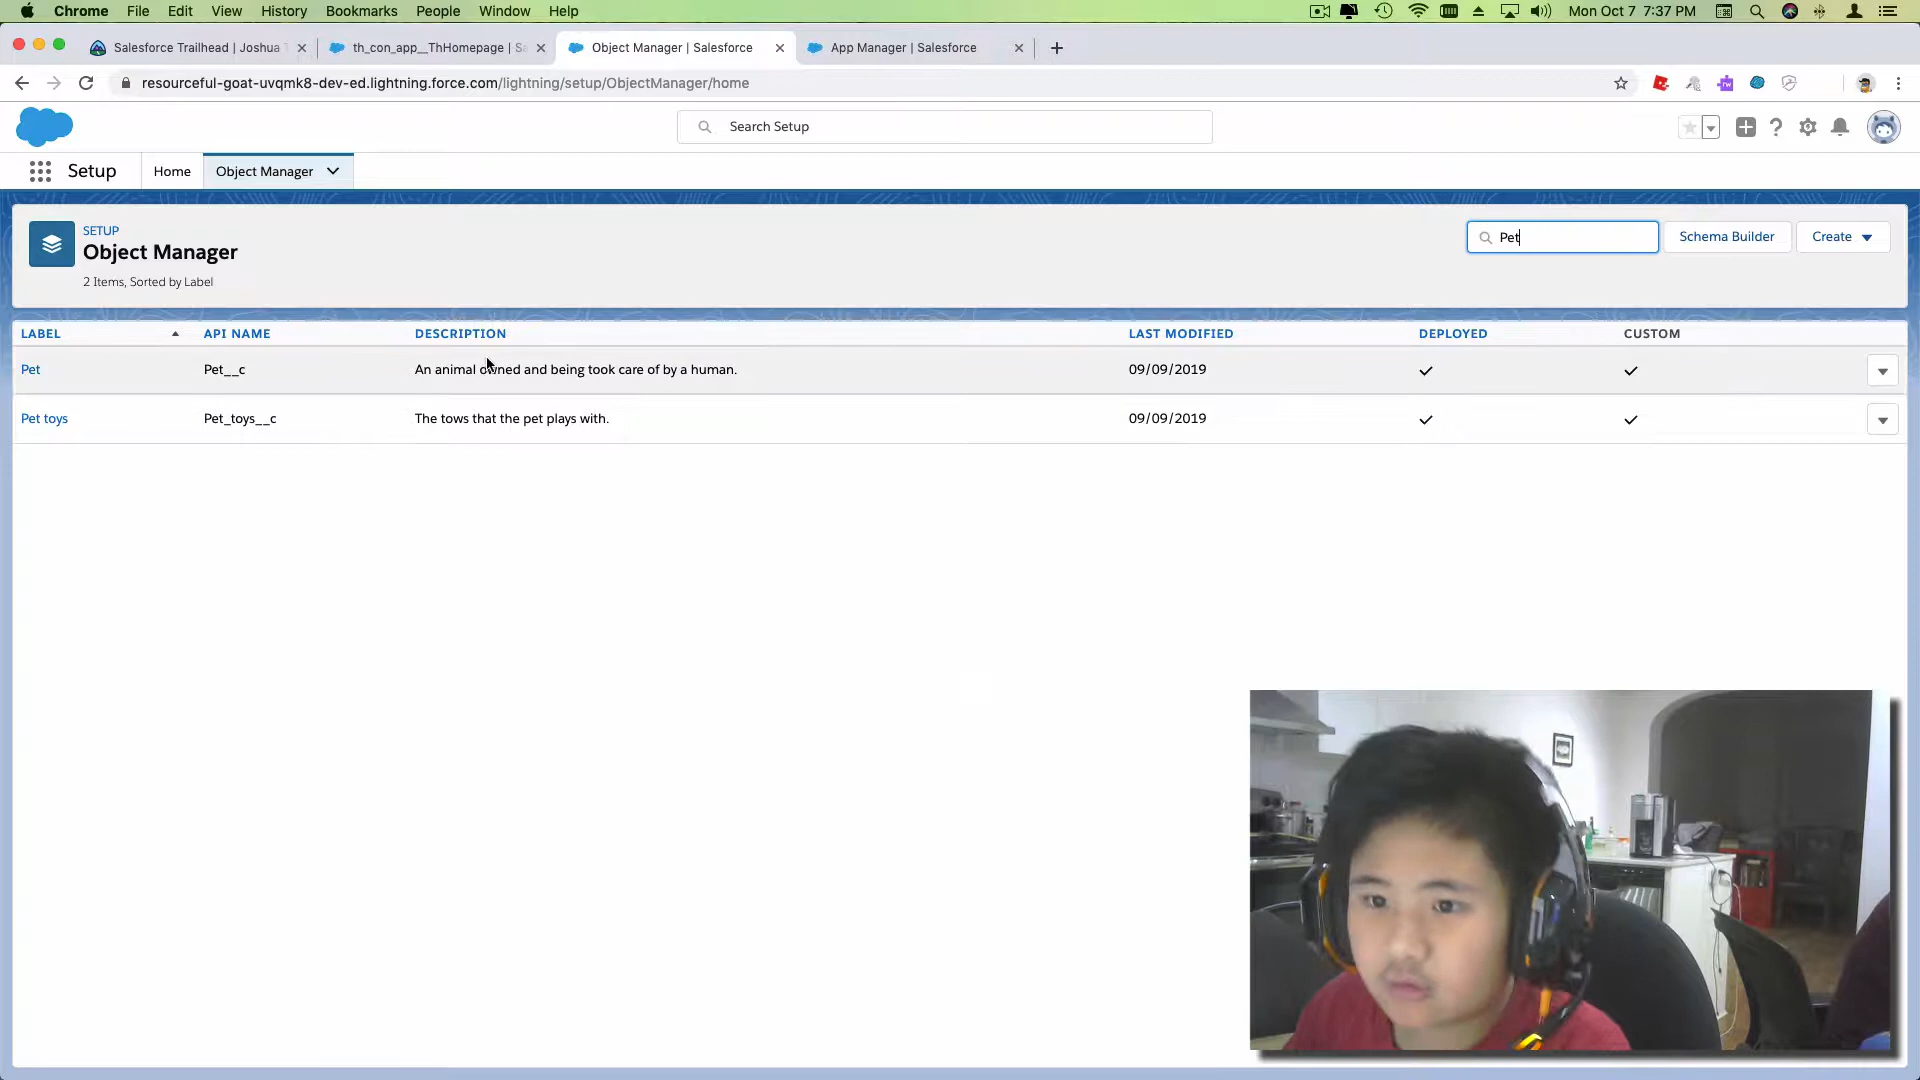 Chrome File Edit View History Bookmarks People Window Help Mon Oct 7 7:37 PM
Salesforce Trailhead | Joshua th_con_app__ThHomepage | Sa Object Manager | Salesforce App Manager | Salesforce
resourceful-goat-uvqmk8-dev-ed.lightning.force.com/lightning/setup/ObjectManager/home
Search Setup
Setup Home Object Manager
SETUP
Object Manager
2 Items, Sorted by Label
Pet Schema Builder Create
LABEL API NAME DESCRIPTION LAST MODIFIED DEPLOYED CUSTOM
Pet Pet__c An animal owned and being took care of by a human. 09/09/2019
Pet toys Pet_toys__c The tows that the pet plays with. 09/09/2019